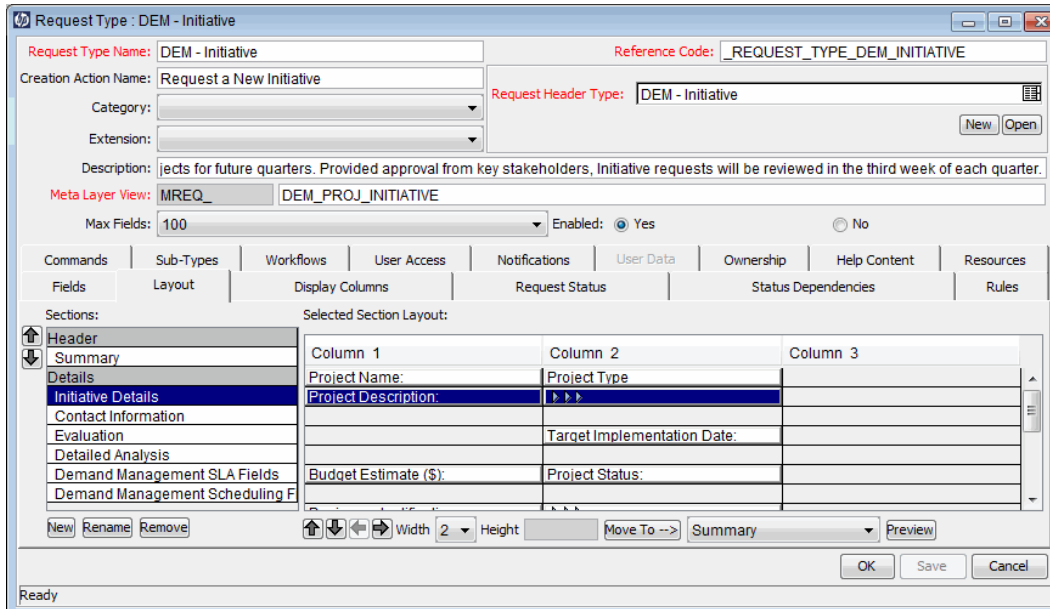 Request Type : DEM - Initiative
Request Type Name: DEM - Initiative Reference Code: _REQUEST_TYPE_DEM_INITIATIVE
Creation Action Name: Request a New Initiative
Request Header Type: DEM - Initiative
Category:
New Open
Extension:
Description: jects for future quarters. Provided approval from key stakeholders, Initiative requests will be reviewed in the third week of each quarter.
Meta Layer View: MREQ_ DEM_PROJ_INITIATIVE
Max Fields: 100 Enabled: Yes No
Commands Sub-Types Workflows User Access Notifications User Data Ownership Help Content Resources
Fields Layout Display Columns Request Status Status Dependencies Rules
Sections: Selected Section Layout:
Header
Summary Column 1 Column 2 Column 3
Details Project Name: Project Type
Initiative Details Project Description:
Contact Information
Evaluation Target Implementation Date:
Detailed Analysis
Demand Management SLA Fields Budget Estimate ($): Project Status:
Demand Management Scheduling F
New Rename Remove Width 2 Height Move To --> Summary Preview
OK Save Cancel
Ready